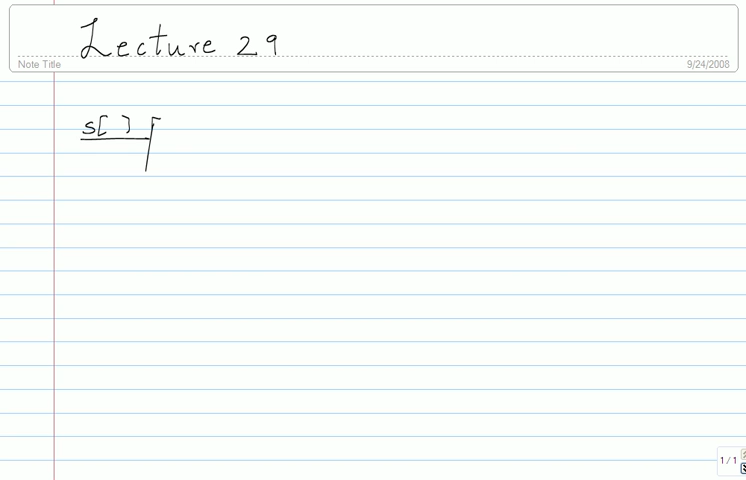 Lecture 29
Note Title
9/24/2008
s[ ]
1 / 1